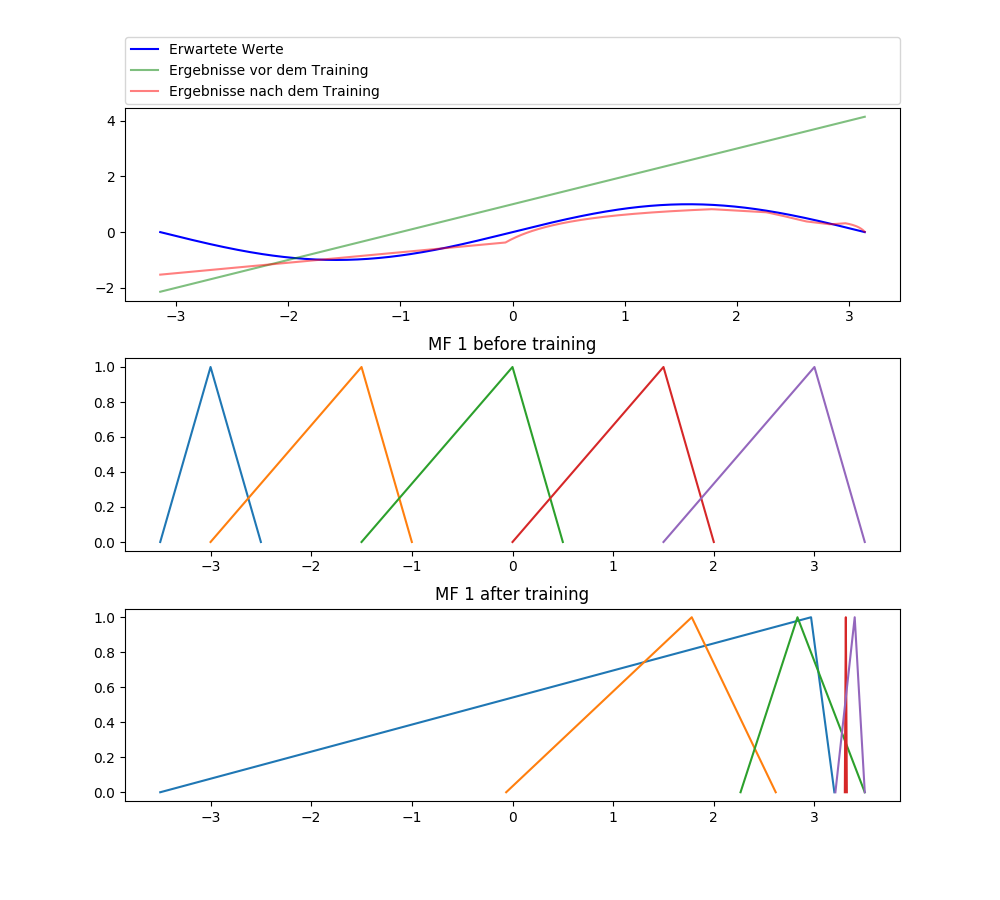 Erwartete Werte
Ergebnisse vor dem Training
Ergebnisse nach dem Training
4
2
0
−2
−3 −2 −1 0 1 2 3
MF 1 before training
1.0
0.8
0.6
0.4
0.2
0.0
−3 −2 −1 0 1 2 3
MF 1 after training
1.0
0.8
0.6
0.4
0.2
0.0
−3 −2 −1 0 1 2 3